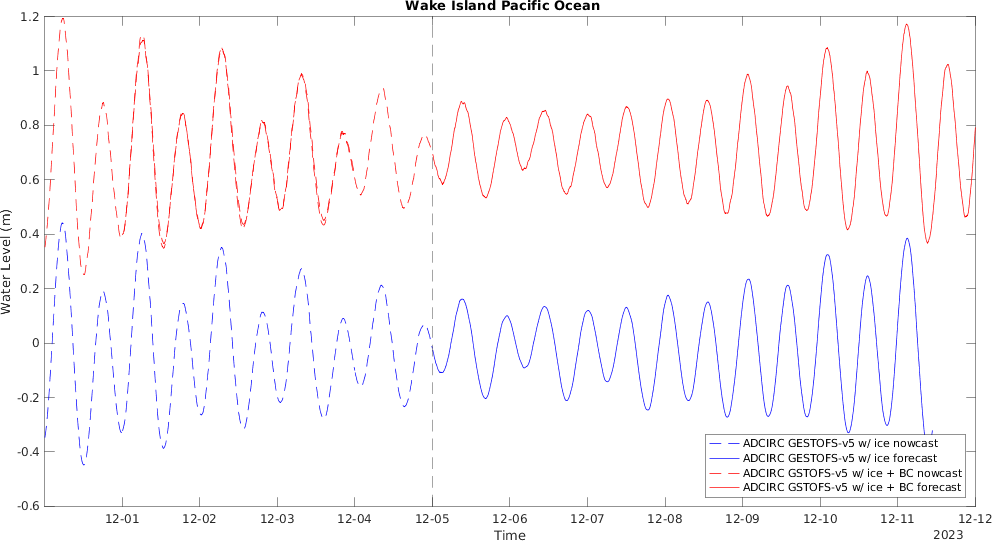 Wake Island Pacific Ocean
1.2
1
0.8
0.6
0.4
0.2
0
-0.2
-0.4
-0.6
Water Level (m)
ADCIRC GESTOFS-v5 w/ ice nowcast
ADCIRC GESTOFS-v5 w/ ice forecast
ADCIRC GSTOFS-v5 w/ ice + BC nowcast
ADCIRC GSTOFS-v5 w/ ice + BC forecast
12-01 12-02 12-03 12-04 12-05 12-06 12-07 12-08 12-09 12-10 12-11 12-12
Time
2023